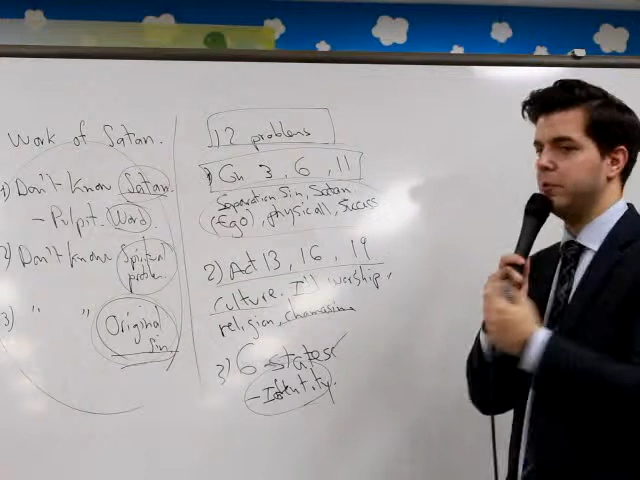 Work of Satan.
1) Don't Know Satan.
- Pulpit. Word
2) Don't know Spiritual problem.
3) " " Original sin
12 problems
1) Gn 3, 6, 11
Separation Sin, Satan
(Ego), physicall, Success
2) Act 13, 16, 19
culture, worship,
religion,
3) 6 states
- Identity.